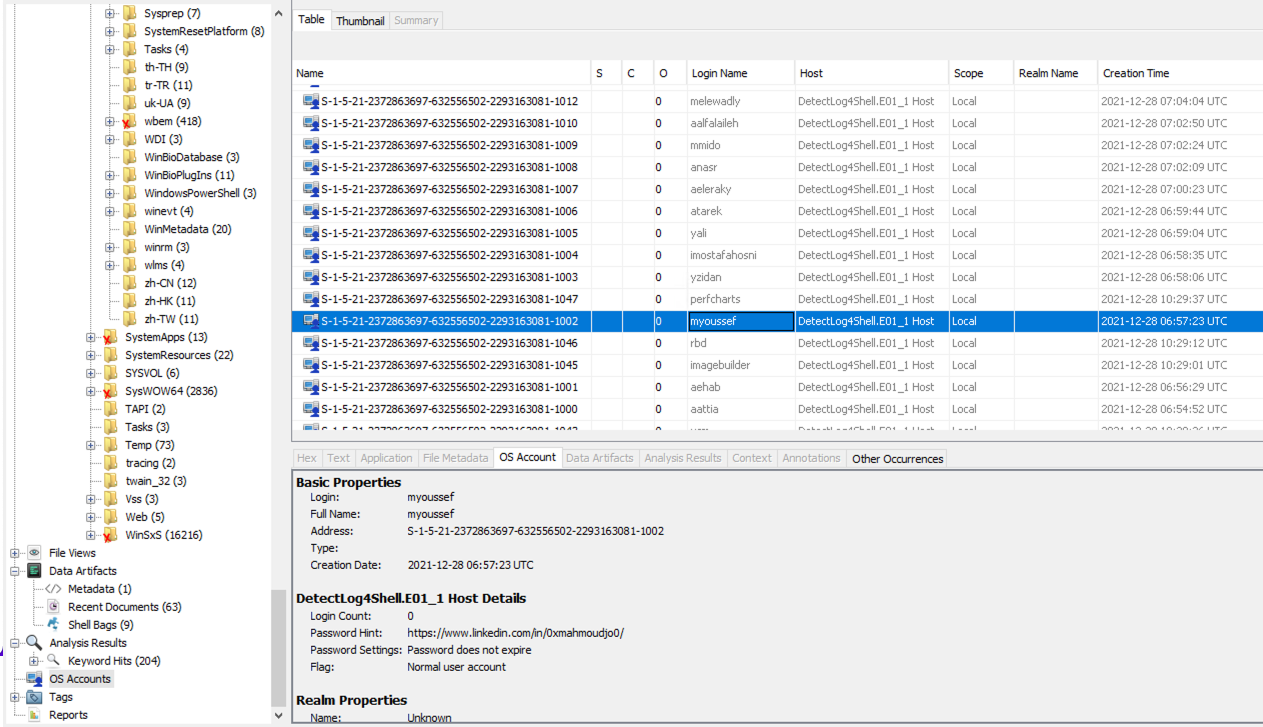 Sysprep (7)
SystemResetPlatform (8)
Tasks (4)
th-TH (9)
tr-TR (11)
uk-UA (9)
wbem (418)
WDI (3)
WinBioDatabase (3)
WinBioPlugIns (11)
WindowsPowerShell (3)
winevt (4)
WinMetadata (20)
winrm (3)
wlms (4)
zh-CN (12)
zh-HK (11)
zh-TW (11)
SystemApps (13)
SystemResources (22)
SYSVOL (6)
SysWOW64 (2836)
TAPI (2)
Tasks (3)
Temp (73)
tracing (2)
twain_32 (3)
Vss (3)
Web (5)
WinSxS (16216)
File Views
Data Artifacts
Metadata (1)
Recent Documents (63)
Shell Bags (9)
Analysis Results
Keyword Hits (204)
OS Accounts
Tags
Reports
Table Thumbnail Summary
Name S C O Login Name Host Scope Realm Name Creation Time
S-1-5-21-2372863697-632556502-2293163081-1012 0 melewadly DetectLog4Shell.E01_1 Host Local 2021-12-28 07:04:04 UTC
S-1-5-21-2372863697-632556502-2293163081-1010 0 aalfalaileh DetectLog4Shell.E01_1 Host Local 2021-12-28 07:02:50 UTC
S-1-5-21-2372863697-632556502-2293163081-1009 0 mmido DetectLog4Shell.E01_1 Host Local 2021-12-28 07:02:24 UTC
S-1-5-21-2372863697-632556502-2293163081-1008 0 anasr DetectLog4Shell.E01_1 Host Local 2021-12-28 07:02:09 UTC
S-1-5-21-2372863697-632556502-2293163081-1007 0 aeleraky DetectLog4Shell.E01_1 Host Local 2021-12-28 07:00:23 UTC
S-1-5-21-2372863697-632556502-2293163081-1006 0 atarek DetectLog4Shell.E01_1 Host Local 2021-12-28 06:59:44 UTC
S-1-5-21-2372863697-632556502-2293163081-1005 0 yali DetectLog4Shell.E01_1 Host Local 2021-12-28 06:59:04 UTC
S-1-5-21-2372863697-632556502-2293163081-1004 0 imostafahosni DetectLog4Shell.E01_1 Host Local 2021-12-28 06:58:35 UTC
S-1-5-21-2372863697-632556502-2293163081-1003 0 yzidan DetectLog4Shell.E01_1 Host Local 2021-12-28 06:58:06 UTC
S-1-5-21-2372863697-632556502-2293163081-1047 0 perfcharts DetectLog4Shell.E01_1 Host Local 2021-12-28 10:29:37 UTC
S-1-5-21-2372863697-632556502-2293163081-1002 0 myoussef DetectLog4Shell.E01_1 Host Local 2021-12-28 06:57:23 UTC
S-1-5-21-2372863697-632556502-2293163081-1046 0 rbd DetectLog4Shell.E01_1 Host Local 2021-12-28 10:29:12 UTC
S-1-5-21-2372863697-632556502-2293163081-1045 0 imagebuilder DetectLog4Shell.E01_1 Host Local 2021-12-28 10:29:01 UTC
S-1-5-21-2372863697-632556502-2293163081-1001 0 aehab DetectLog4Shell.E01_1 Host Local 2021-12-28 06:56:29 UTC
S-1-5-21-2372863697-632556502-2293163081-1000 0 aattia DetectLog4Shell.E01_1 Host Local 2021-12-28 06:54:52 UTC
Hex Text Application File Metadata OS Account Data Artifacts Analysis Results Context Annotations Other Occurrences
Basic Properties
Login: myoussef
Full Name: myoussef
Address: S-1-5-21-2372863697-632556502-2293163081-1002
Type:
Creation Date: 2021-12-28 06:57:23 UTC
DetectLog4Shell.E01_1 Host Details
Login Count: 0
Password Hint: https://www.linkedin.com/in/0xmahmoudjo0/
Password Settings: Password does not expire
Flag: Normal user account
Realm Properties
Name: Unknown